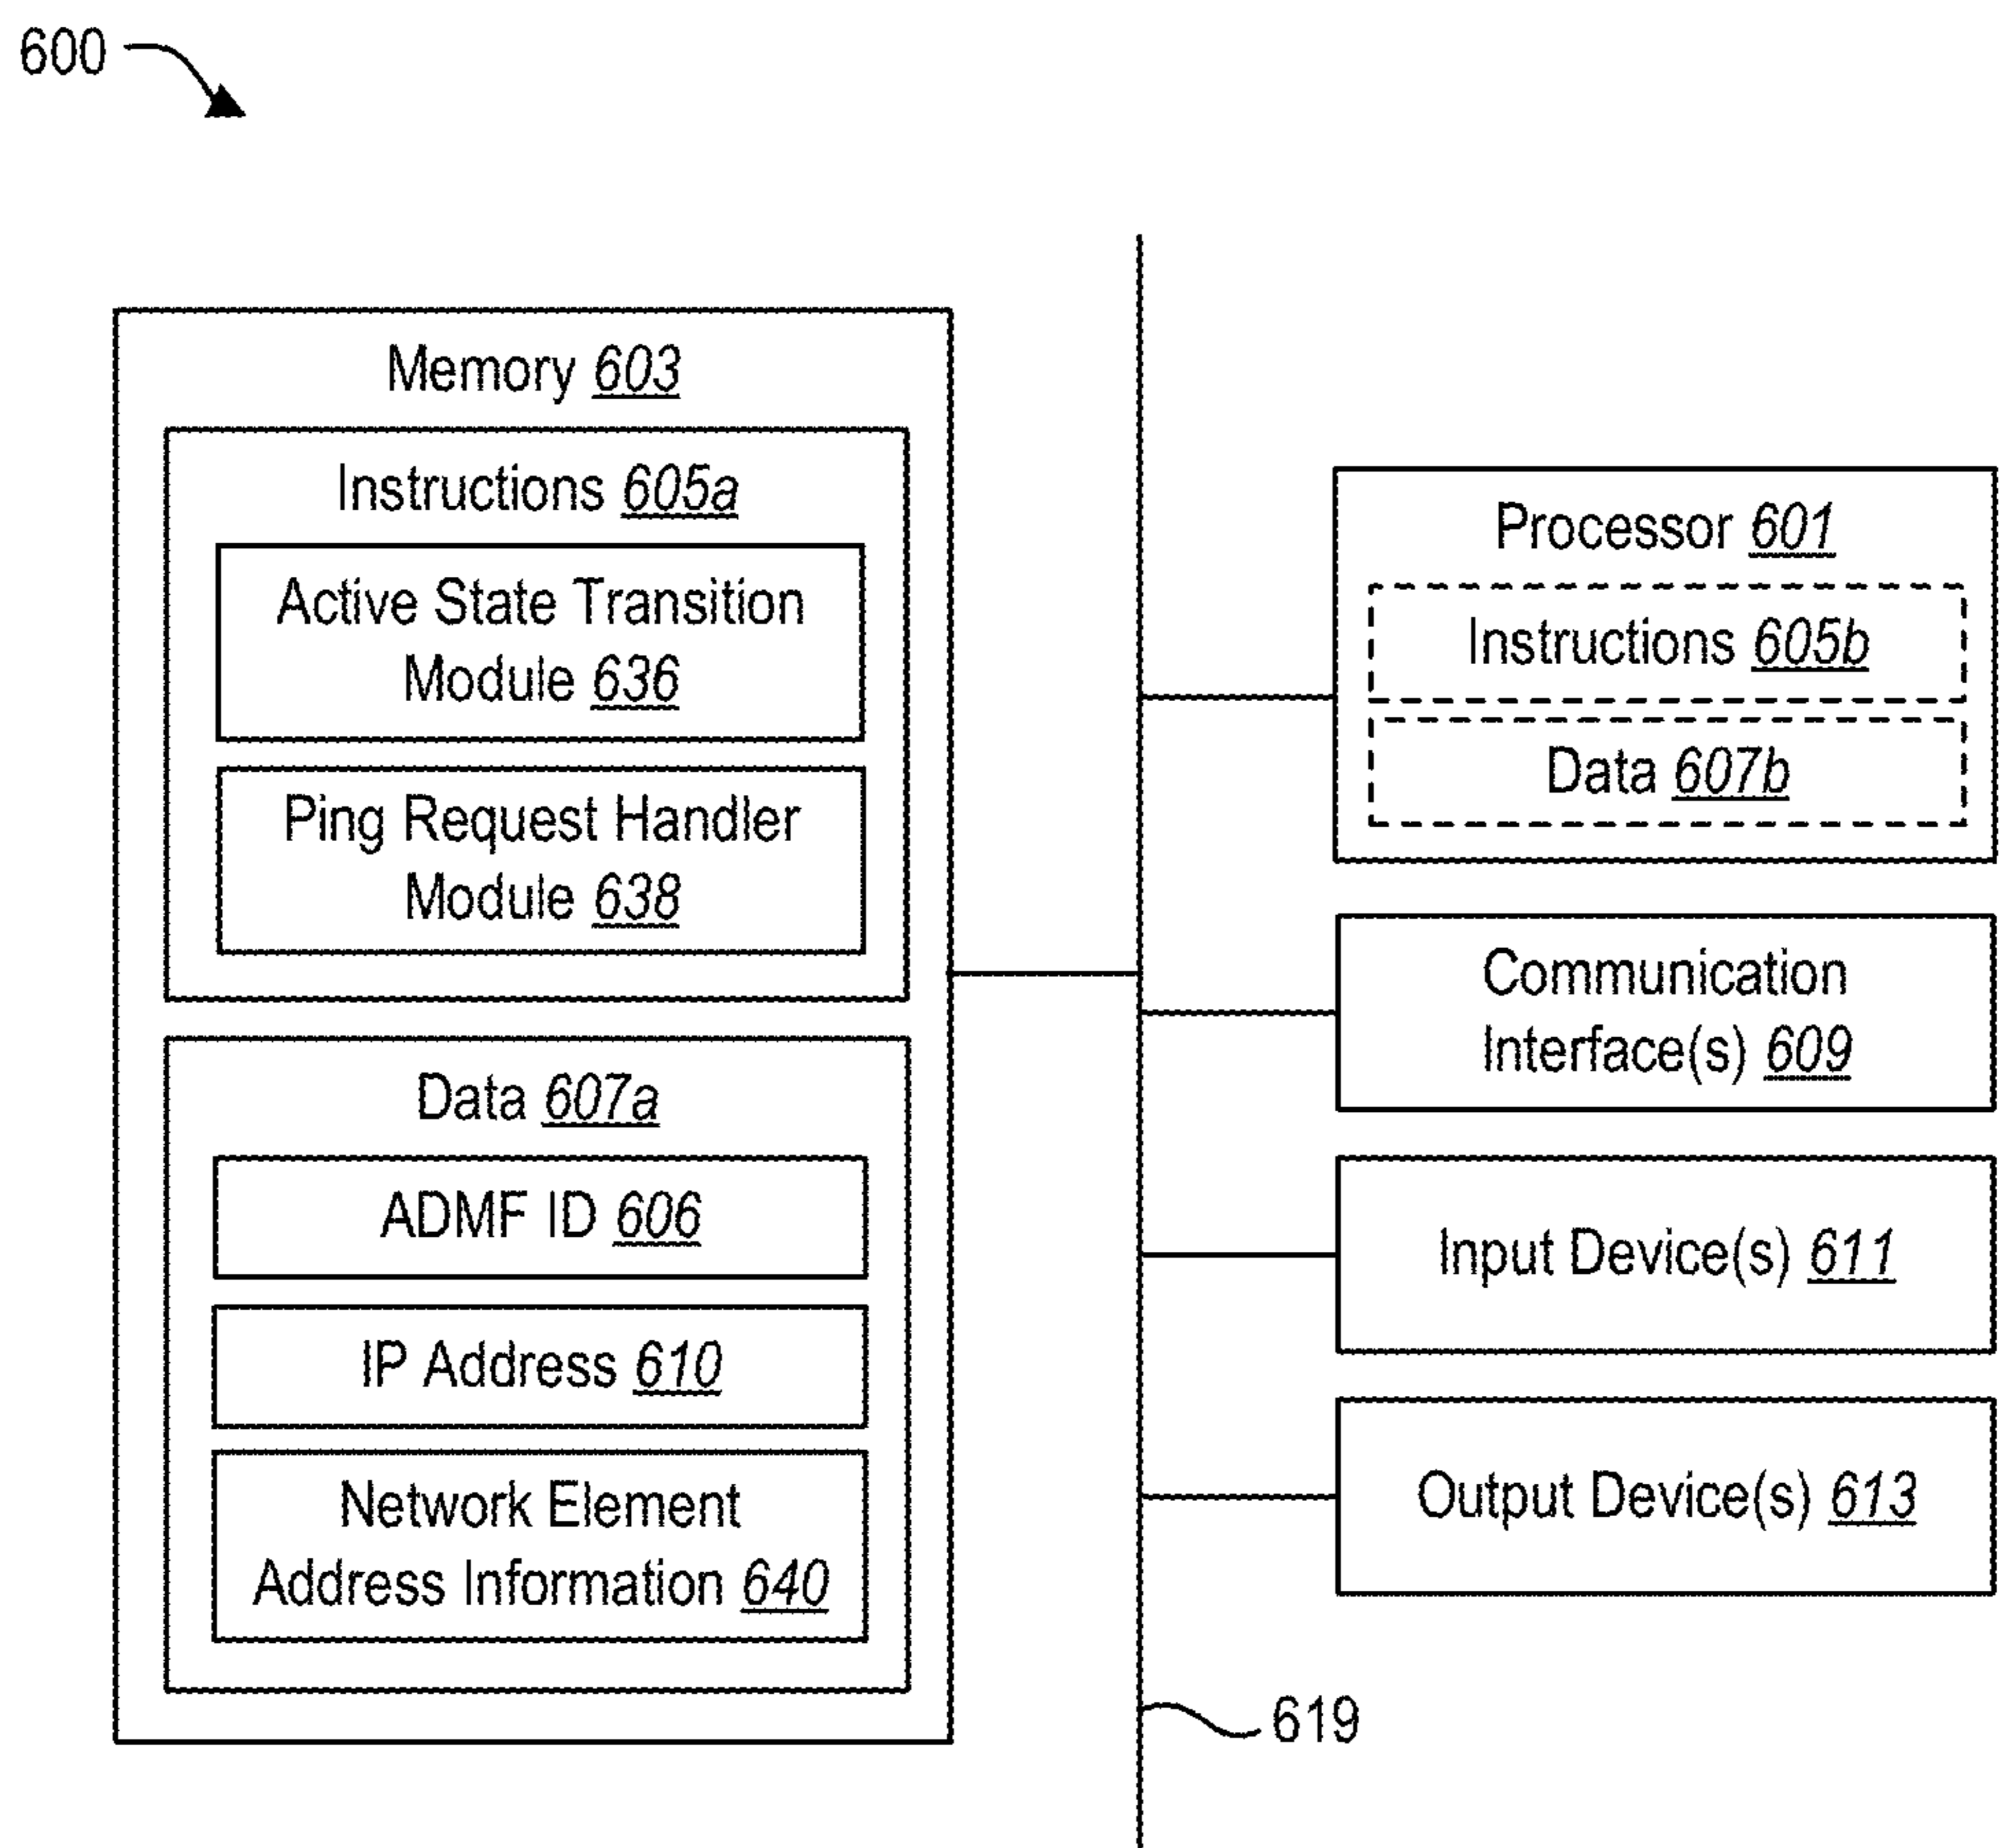 600
Memory 603
Instructions 605a
Active State Transition
Module 636
Ping Request Handler
Module 638
Data 607a
ADMF ID 606
IP Address 610
Network Element
Address Information 640
Processor 601
Instructions 605b
Data 607b
Communication
Interface(s) 609
Input Device(s) 611
Output Device(s) 613
619